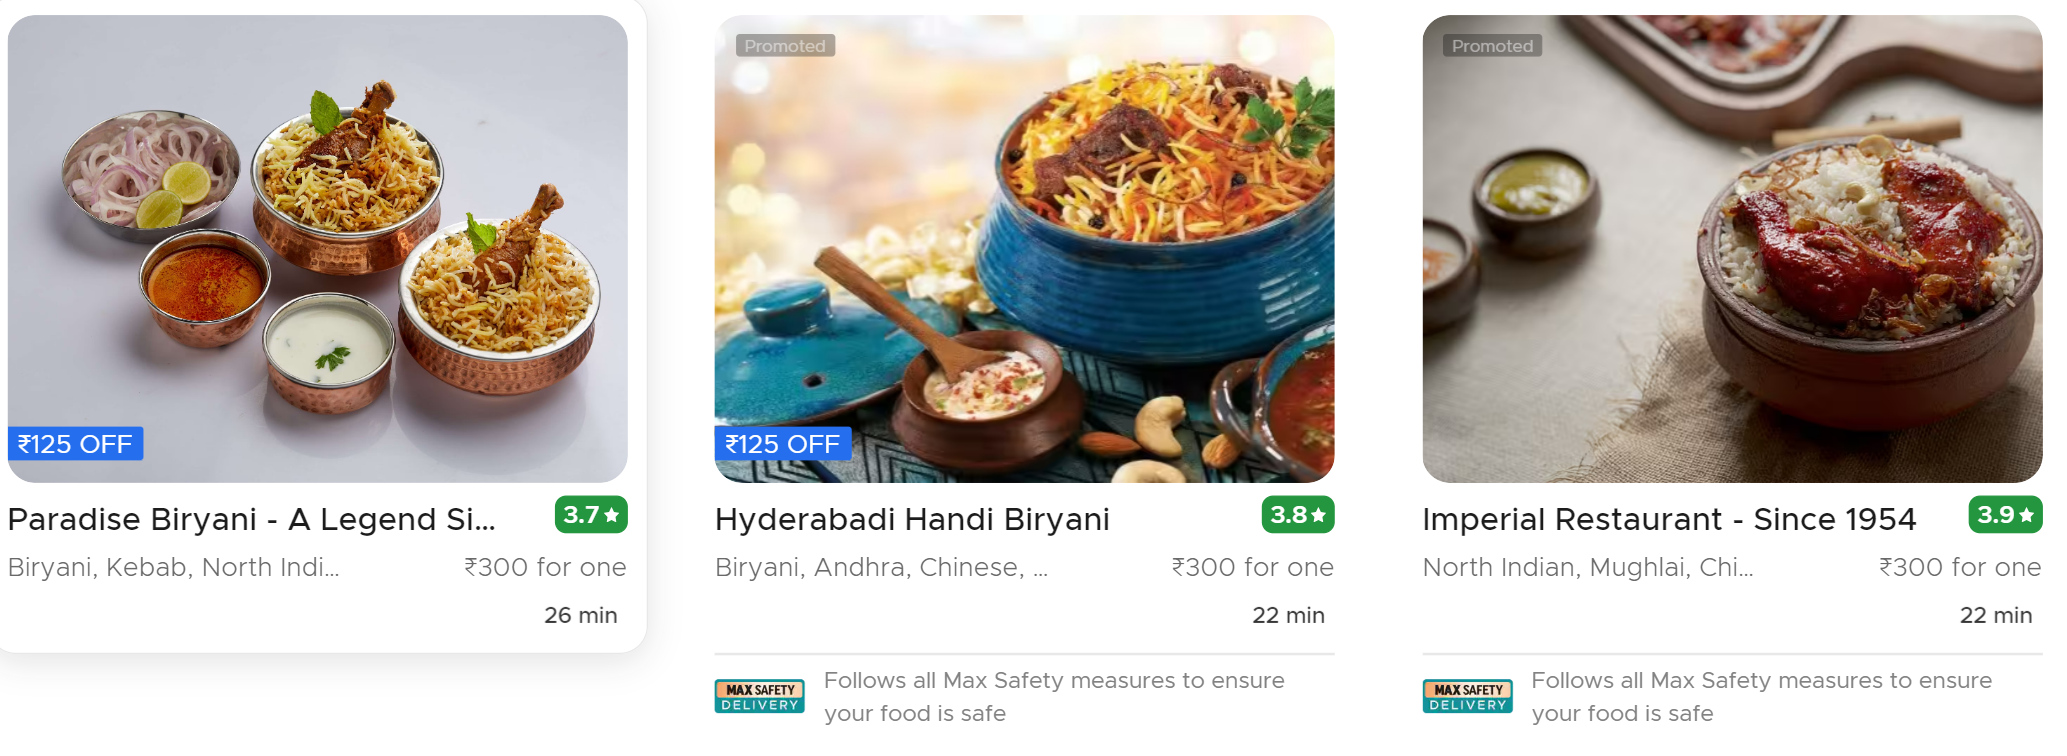 ₹125 OFF
Paradise Biryani - A Legend Si...
3.7
Biryani, Kebab, North Indi...
₹300 for one
26 min
Promoted
₹125 OFF
Hyderabadi Handi Biryani
3.8
Biryani, Andhra, Chinese, ...
₹300 for one
22 min
MAX SAFETY
DELIVERY
Follows all Max Safety measures to ensure
your food is safe
Promoted
Imperial Restaurant - Since 1954
3.9
North Indian, Mughlai, Chi...
₹300 for one
22 min
MAX SAFETY
DELIVERY
Follows all Max Safety measures to ensure
your food is safe